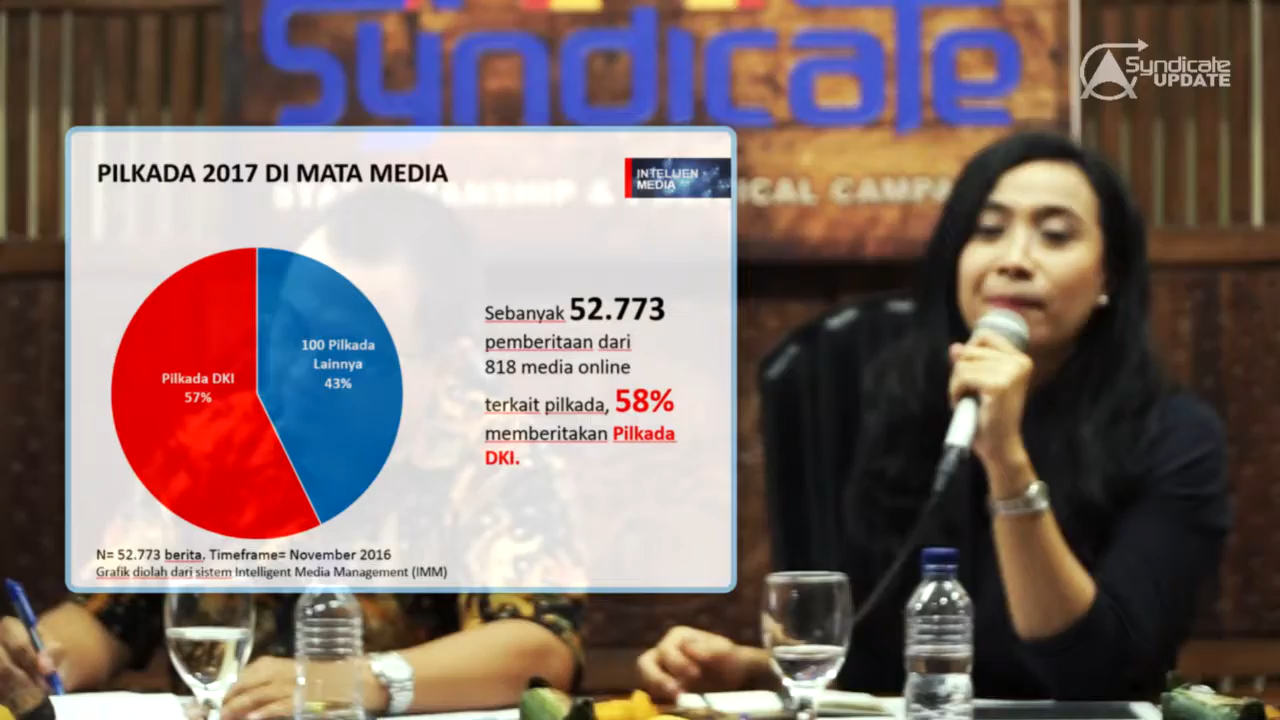 Syndicate
Syndicate
UPDATE
PILKADA 2017 DI MATA MEDIA
INTELIJEN
MEDIA
100 Pilkada
Lainnya
43%
Pilkada DKI
57%
Sebanyak 52.773
pemberitaan dari
818 media online
terkait pilkada, 58%
memberitakan Pilkada
DKI.
N= 52.773 berita, Timeframe= November 2016
Grafik diolah dari sistem Intelligent Media Management (IMM)